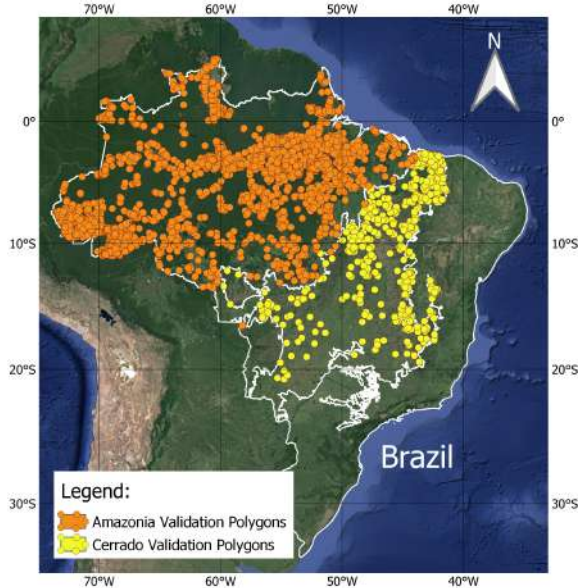 70°W 60°W 50°W 40°W
N
0° 0°
10°S 10°S
20°S 20°S
Brazil
30°S 30°S
Legend:
Amazonia Validation Polygons
Cerrado Validation Polygons
70°W 60°W 50°W 40°W